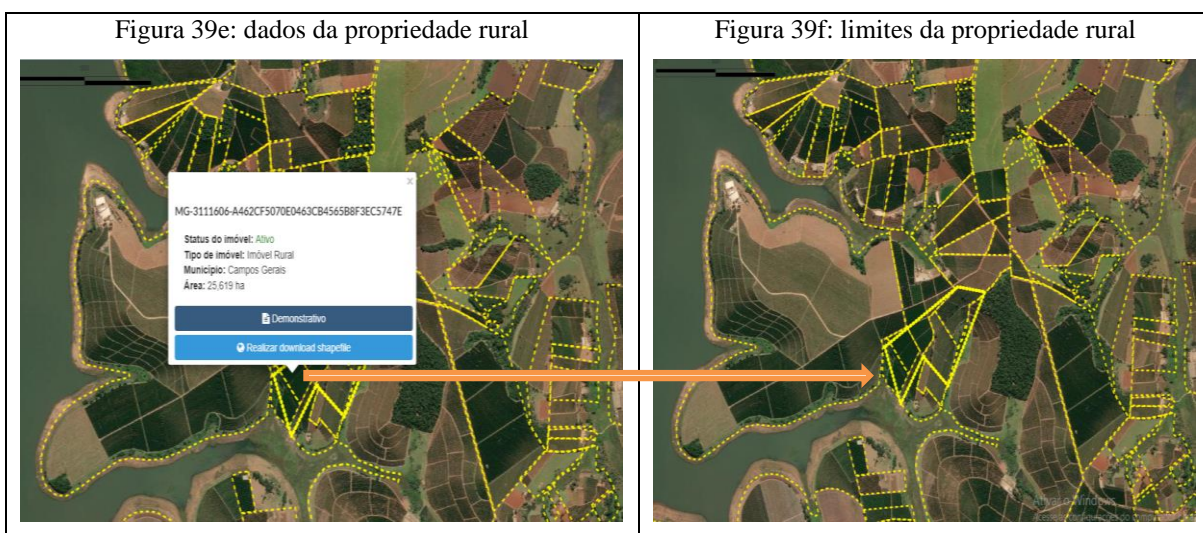 Figura 39e: dados da propriedade rural
Figura 39f: limites da propriedade rural
x
MG-3111606-A462CF5070E0463CB4565B8F3EC5747E
Status do imóvel: Ativo
Tipo de imóvel: Imóvel Rural
Município: Campos Gerais
Área: 25,619 ha
Demonstrativo
Realizar download shapefile
Ativar o Windows